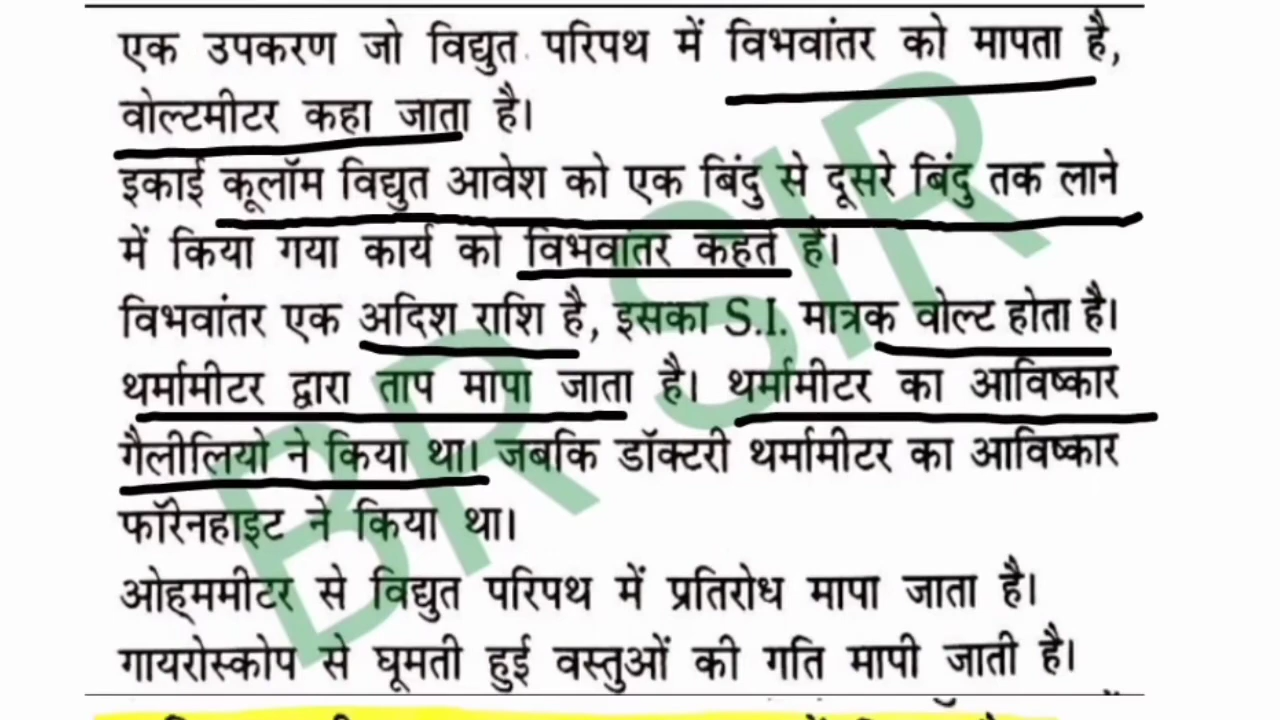 एक उपकरण जो विद्युत परिपथ में विभवांतर को मापता है,
वोल्टमीटर कहा जाता है।
इकाई कूलॉम विद्युत आवेश को एक बिंदु से दूसरे बिंदु तक लाने
में किया गया कार्य को विभवांतर कहते है।
विभवांतर एक अदिश राशि है, इसका S.I. मात्रक वोल्ट होता है।
थर्मामीटर द्वारा ताप मापा जाता है। थर्मामीटर का आविष्कार
गैलीलियो ने किया था। जबकि डॉक्टरी थर्मामीटर का आविष्कार
फॉरेनहाइट ने किया था।
ओह्ममीटर से विद्युत परिपथ में प्रतिरोध मापा जाता है।
गायरोस्कोप से घूमती हुई वस्तुओं की गति मापी जाती है।
BR SIR